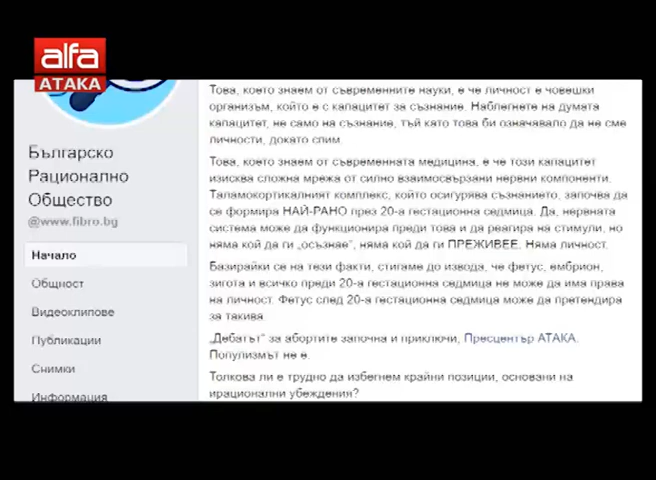 alfa
АТАКА
Българско
Рационално
Общество
@www.fibro.bg
Начало
Общност
Видеоклипове
Публикации
Снимки
Информация
Това, което знаем от съвременните науки, е че личност е човешки
организъм, който е с капацитет за съзнание. Наблегнете на думата
капацитет, не само на съзнание, тъй като това би означавало да не сме
личности, докато спим.
Това, което знаем от съвременната медицина, е че този капацитет
изисква сложна мрежа от силно взаимосвързани нервни компоненти.
Таламокортикалният комплекс, който осигурява съзнанието, започва да
се формира НАЙ-РАНО през 20-а гестационна седмица. Да, нервната
система може да функционира преди това и да реагира на стимули, но
няма кой да ги „осъзнае“, няма кой да ги ПРЕЖИВЕЕ. Няма личност.
Базирайки се на тези факти, стигаме до извода, че фетус, ембрион,
зигота и всичко преди 20-а гестационна седмица не може да има права
на личност. Фетус след 20-а гестационна седмица може да претендира
за такива.
„Дебатът“ за абортите започна и приключи, Пресцентър АТАКА.
Популизмът не е.
Толкова ли е трудно да избегнем крайни позиции, основани на
ирационални убеждения?